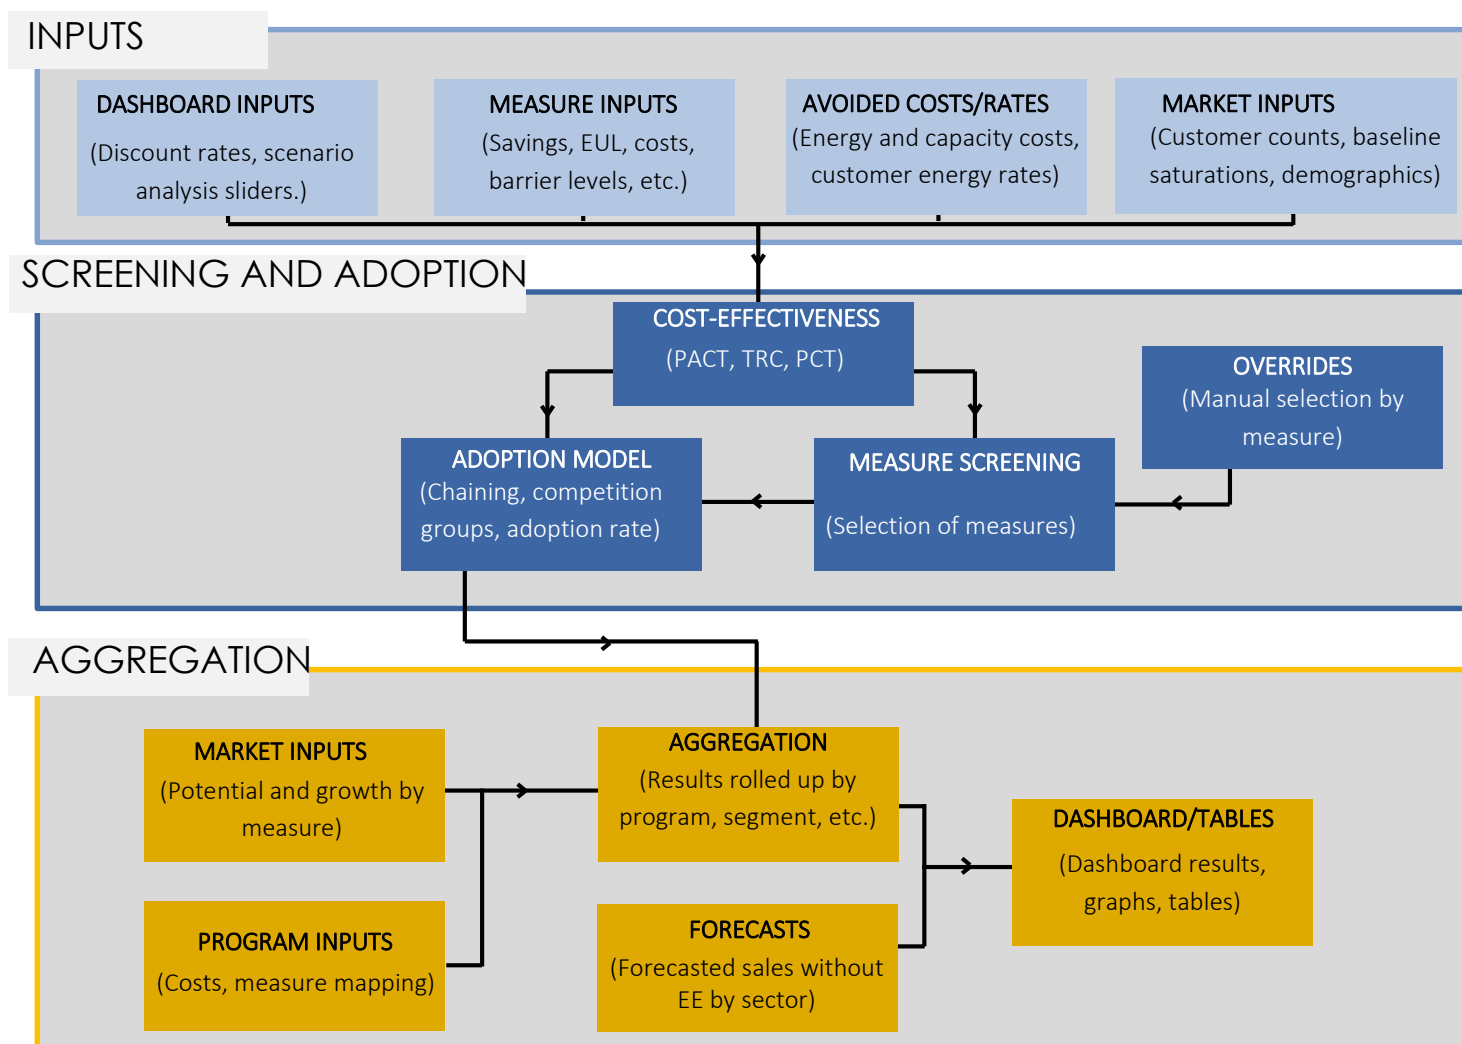 INPUTS
DASHBOARD INPUTS
(Discount rates, scenario
analysis sliders.)
MEASURE INPUTS
(Savings, EUL, costs,
barrier levels, etc.)
AVOIDED COSTS/RATES
(Energy and capacity costs,
customer energy rates)
MARKET INPUTS
(Customer counts, baseline
saturations, demographics)
SCREENING AND ADOPTION
COST-EFFECTIVENESS
(PACT, TRC, PCT)
OVERRIDES
(Manual selection by
measure)
ADOPTION MODEL
(Chaining, competition
groups, adoption rate)
MEASURE SCREENING
(Selection of measures)
AGGREGATION
MARKET INPUTS
(Potential and growth by
measure)
AGGREGATION
(Results rolled up by
program, segment, etc.)
DASHBOARD/TABLES
(Dashboard results,
graphs, tables)
PROGRAM INPUTS
(Costs, measure mapping)
FORECASTS
(Forecasted sales without
EE by sector)